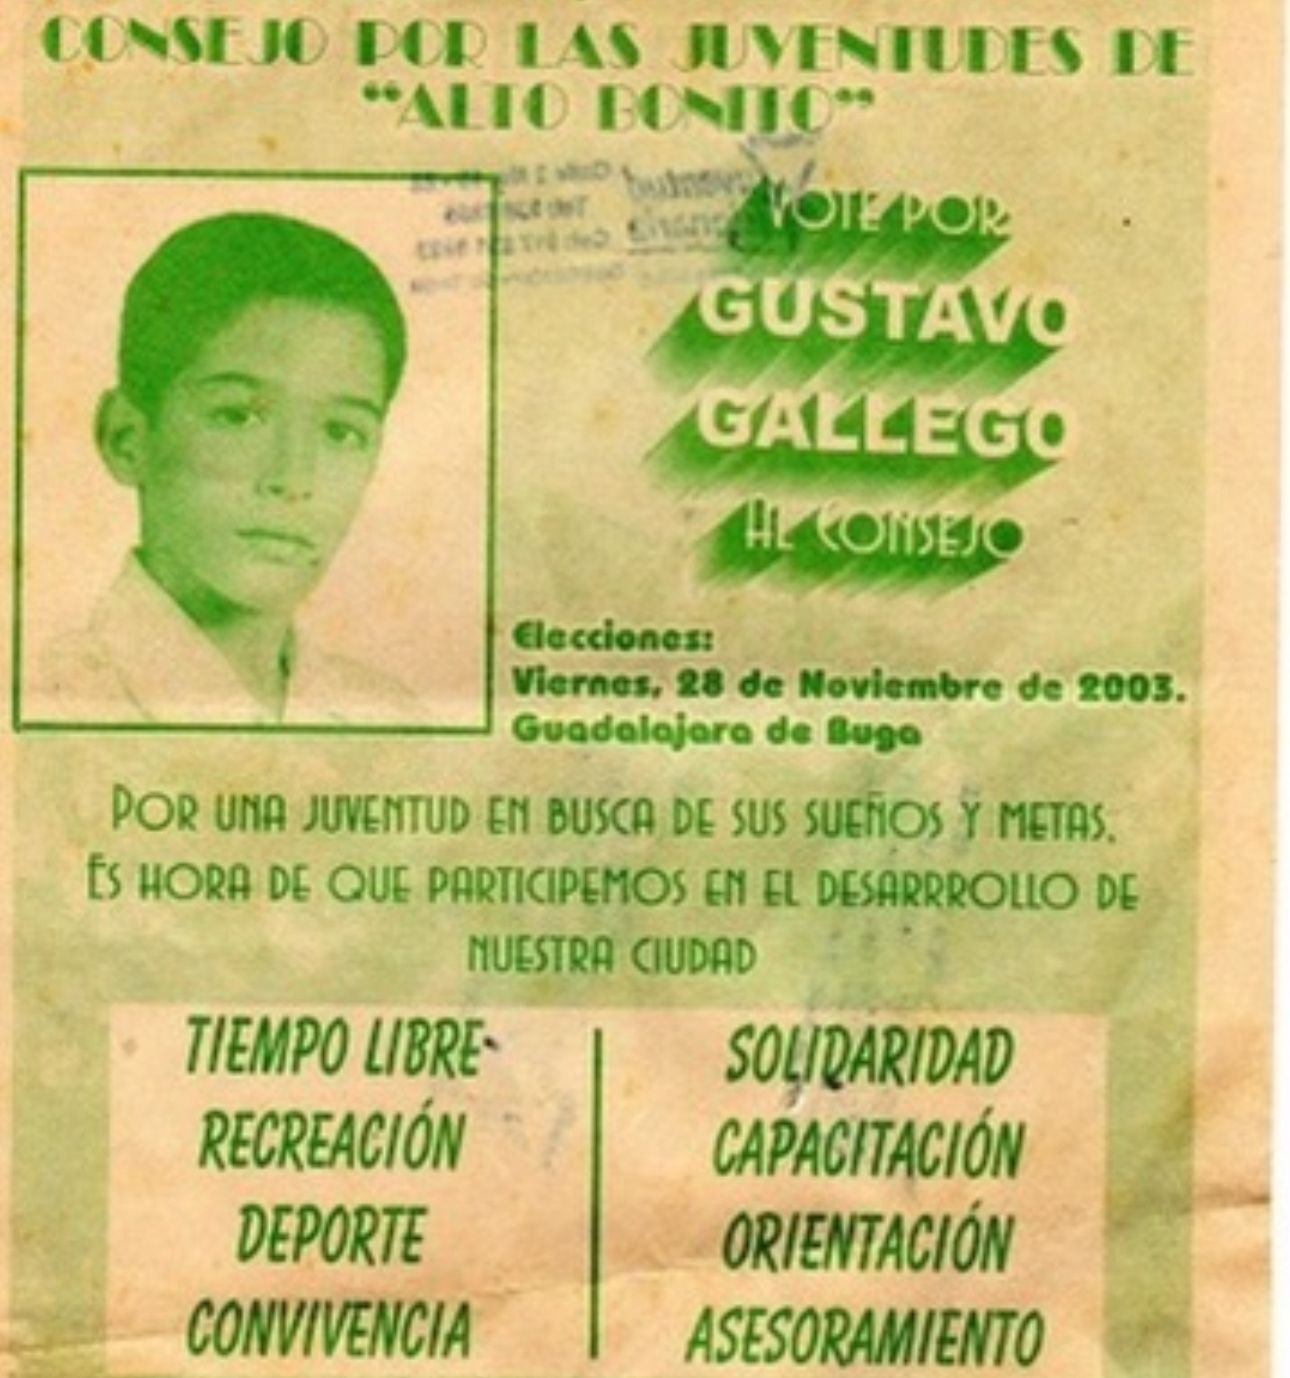 CONSEJO POR LAS JUVENTUDES DE
"ALTO BONITO"
VOTE POR
GUSTAVO
GALLEGO
AL CONSEJO
Elecciones:
Viernes, 28 de Noviembre de 2003.
Guadalajara de Buga
POR UNA JUVENTUD EN BUSCA DE SUS SUEÑOS Y METAS.
ES HORA DE QUE PARTICIPEMOS EN EL DESARRROLLO DE
NUESTRA CIUDAD
TIEMPO LIBRE
RECREACIÓN
DEPORTE
CONVIVENCIA
SOLIDARIDAD
CAPACITACIÓN
ORIENTACIÓN
ASESORAMIENTO